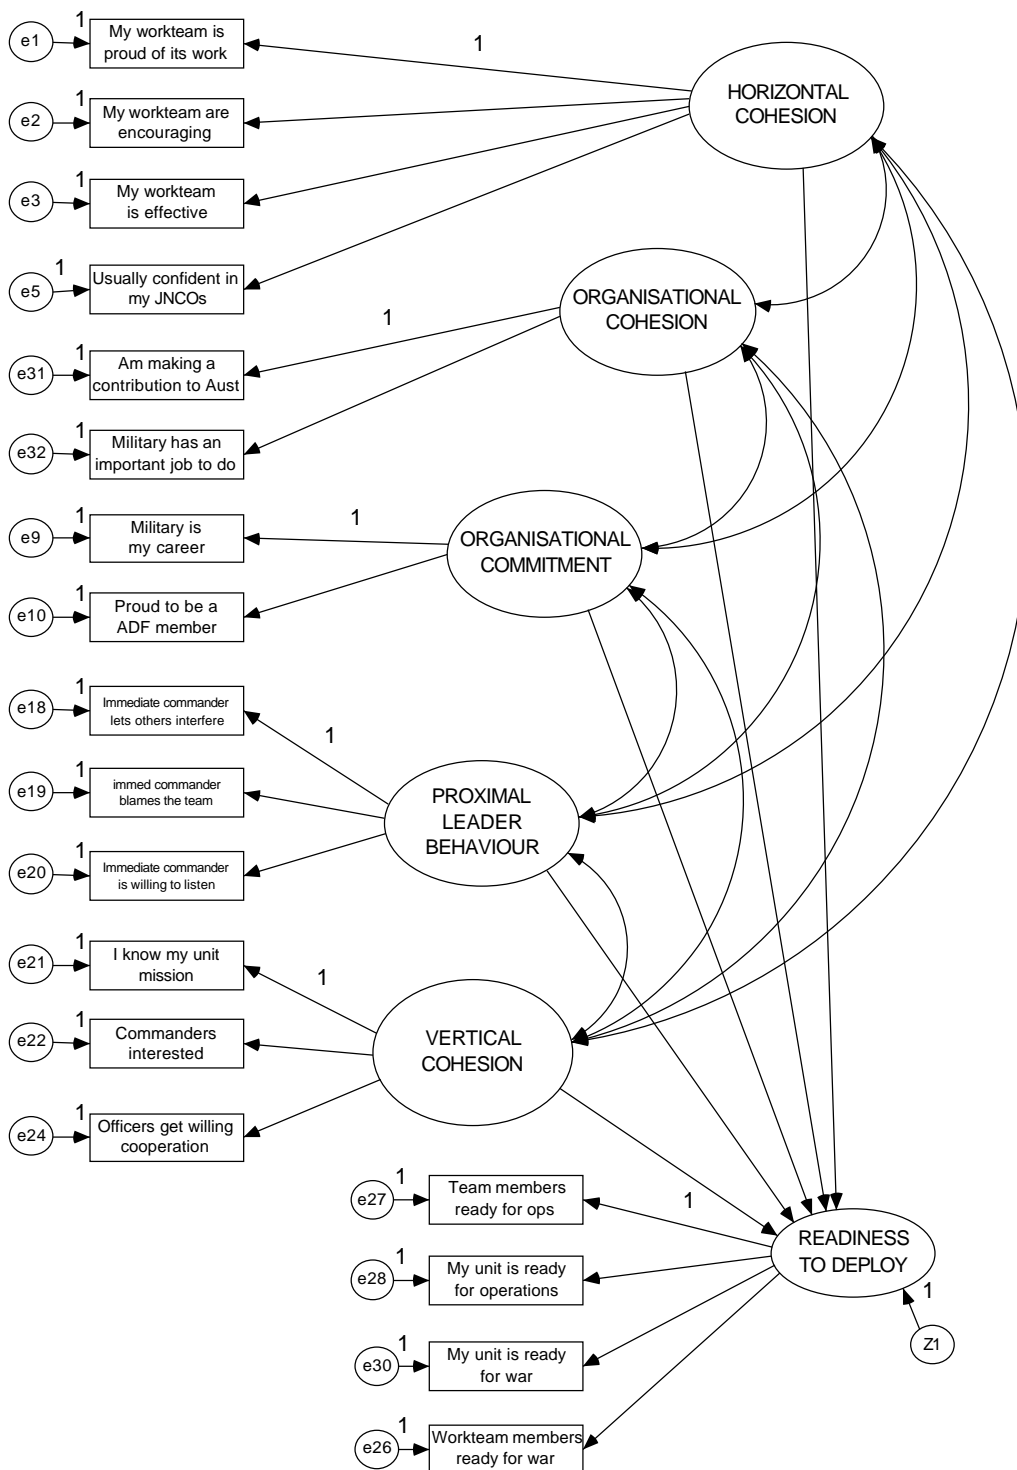 1
e1
My workteam is
proud of its work
1
HORIZONTAL
COHESION
1
e2
My workteam are
encouraging
1
e3
My workteam
is effective
1
e5
Usually confident in
my JNCOs
ORGANISATIONAL
COHESION
1
1
e31
Am making a
contribution to Aust
1
e32
Military has an
important job to do
1
e9
Military is
my career
1
ORGANISATIONAL
COMMITMENT
1
e10
Proud to be a
ADF member
1
e18
Immediate commander
lets others interfere
1
1
e19
immed commander
blames the team
PROXIMAL
LEADER
BEHAVIOUR
1
e20
Immediate commander
is willing to listen
1
e21
I know my unit
mission
1
1
e22
Commanders
interested
VERTICAL
COHESION
1
e24
Officers get willing
cooperation
1
e27
Team members
ready for ops
1
READINESS
TO DEPLOY
1
e28
My unit is ready
for operations
1
Z1
1
e30
My unit is ready
for war
1
e26
Workteam members
ready for war